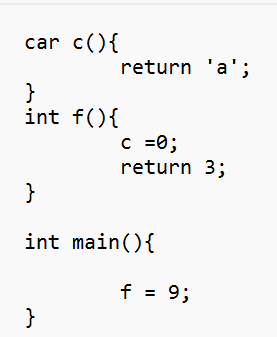 car c(){
return 'a';
}
int f(){
c =0;
return 3;
}
int main(){
f = 9;
}